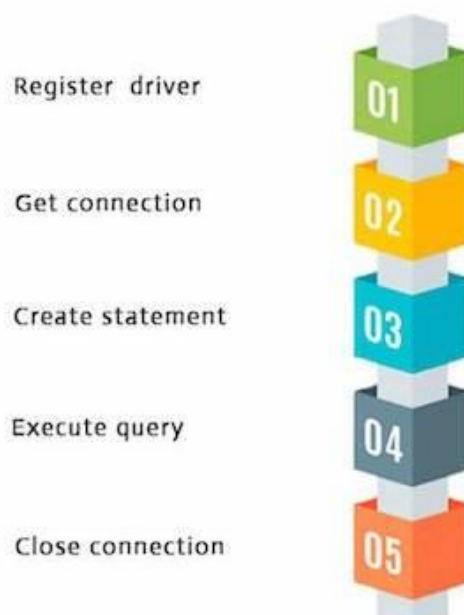 Register driver
01
Get connection
02
Create statement
03
Execute query
04
Close connection
05